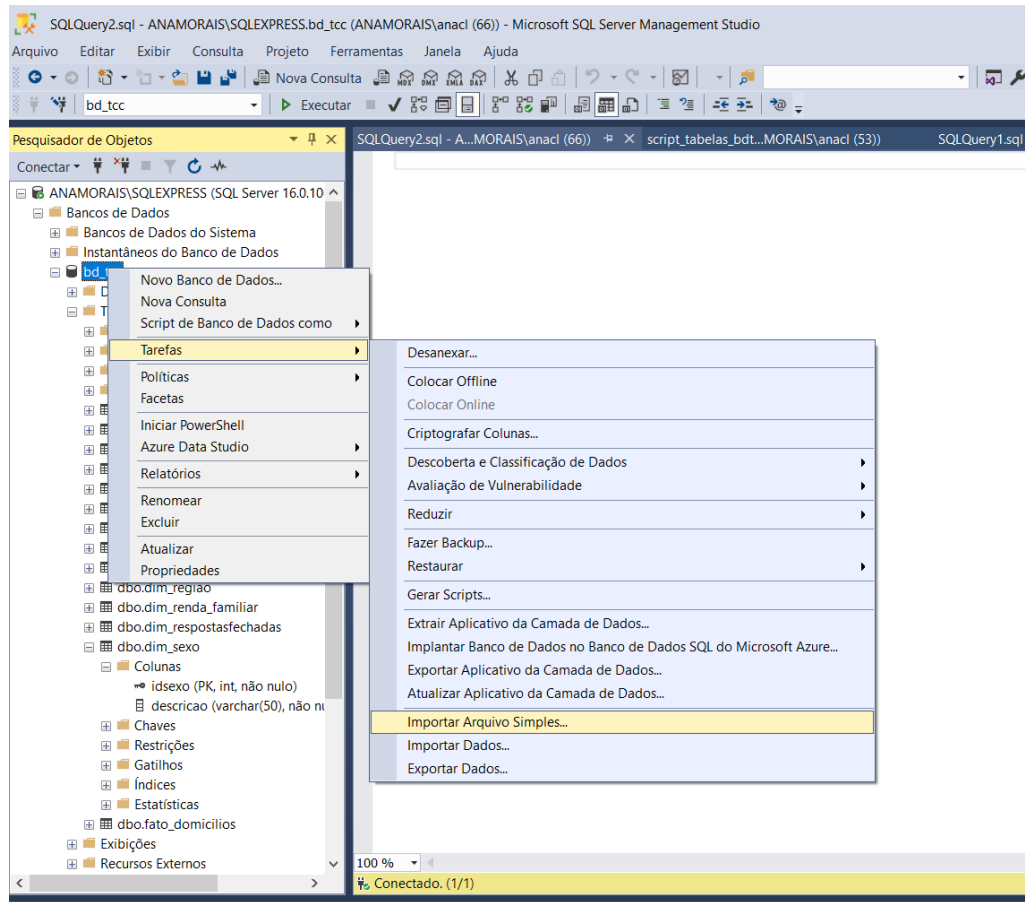 SQLQuery2.sql - ANAMORAIS\SQLEXPRESS.bd_tcc (ANAMORAIS\anacl (66)) - Microsoft SQL Server Management Studio
Arquivo Editar Exibir Consulta Projeto Ferramentas Janela Ajuda
Nova Consulta MDX DMX XMLA DAX
bd_tcc Executar
Pesquisador de Objetos
SQLQuery2.sql - A...MORAIS\anacl (66)) script_tabelas_bdt...MORAIS\anacl (53)) SQLQuery1.sql
Conectar
ANAMORAIS\SQLEXPRESS (SQL Server 16.0.10
Bancos de Dados
Bancos de Dados do Sistema
Instantâneos do Banco de Dados
bd_t
D
T
Novo Banco de Dados...
Nova Consulta
Script de Banco de Dados como
Tarefas
Políticas
Facetas
Iniciar PowerShell
Azure Data Studio
Relatórios
Renomear
Excluir
Atualizar
Propriedades
Desanexar...
Colocar Offline
Colocar Online
Criptografar Colunas...
Descoberta e Classificação de Dados
Avaliação de Vulnerabilidade
Reduzir
Fazer Backup...
Restaurar
Gerar Scripts...
Extrair Aplicativo da Camada de Dados...
Implantar Banco de Dados no Banco de Dados SQL do Microsoft Azure...
Exportar Aplicativo da Camada de Dados...
Atualizar Aplicativo da Camada de Dados...
Importar Arquivo Simples...
Importar Dados...
Exportar Dados...
dbo.dim_regiao
dbo.dim_renda_familiar
dbo.dim_respostasfechadas
dbo.dim_sexo
Colunas
idsexo (PK, int, não nulo)
descricao (varchar(50), não nu
Chaves
Restrições
Gatilhos
Índices
Estatísticas
dbo.fato_domicilios
Exibições
Recursos Externos
100 %
Conectado. (1/1)